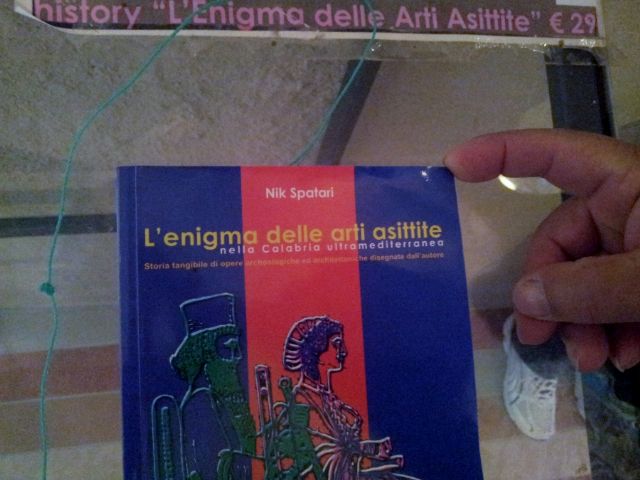 history "L'Enigma delle Arti Asittite" € 29
Nik Spatari
L'enigma delle arti asittite
nella Calabria ultramediterranea
Storia tangibile di opere archeologiche ed architettoniche disegnate dall'autore